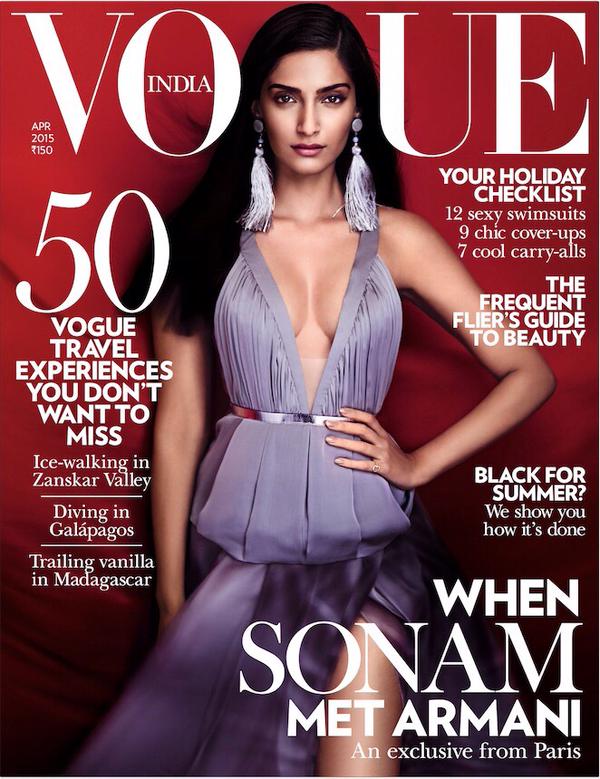 VOGUE
INDIA
APR
2015
₹150
50
VOGUE
TRAVEL
EXPERIENCES
YOU DON'T
WANT TO
MISS
Ice-walking in
Zanskar Valley
Diving in
Galápagos
Trailing vanilla
in Madagascar
YOUR HOLIDAY
CHECKLIST
12 sexy swimsuits
9 chic cover-ups
7 cool carry-alls
THE
FREQUENT
FLIER'S GUIDE
TO BEAUTY
BLACK FOR
SUMMER?
We show you
how it's done
WHEN
SONAM
MET ARMANI
An exclusive from Paris